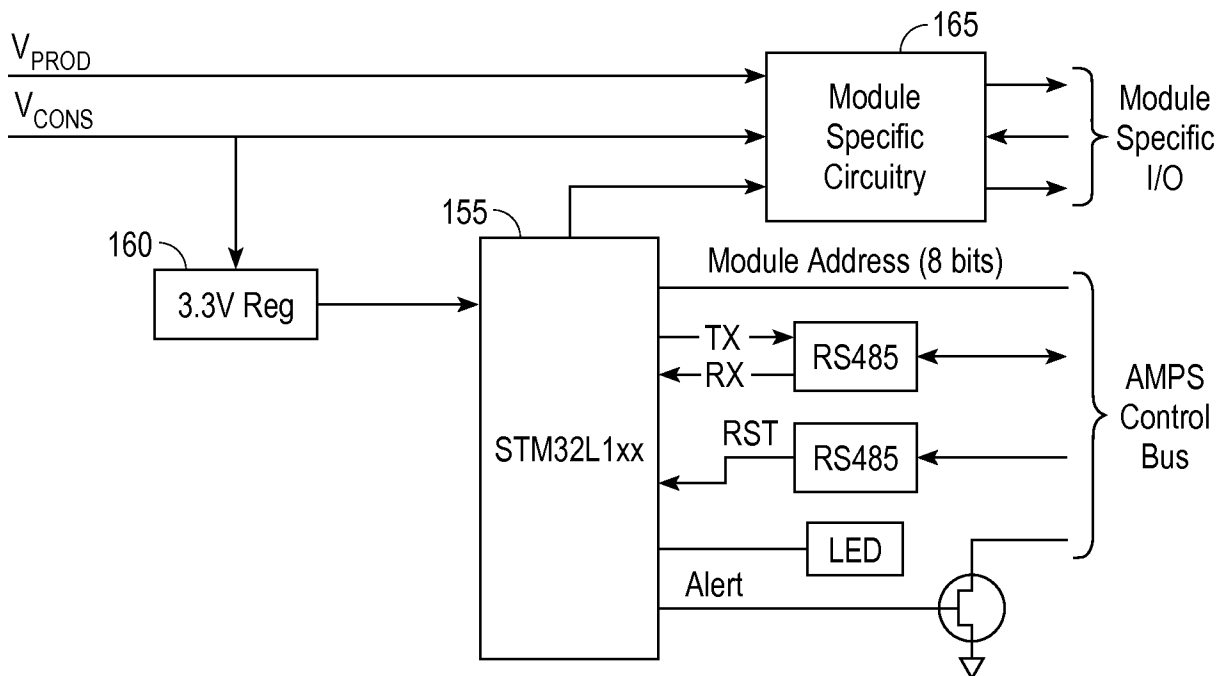 165
V_PROD
V_CONS
Module
Specific
Circuitry
Module
Specific
I/O
155
160
3.3V Reg
Module Address (8 bits)
TX
RX
RS485
STM32L1xx
RST
RS485
AMPS
Control
Bus
LED
Alert